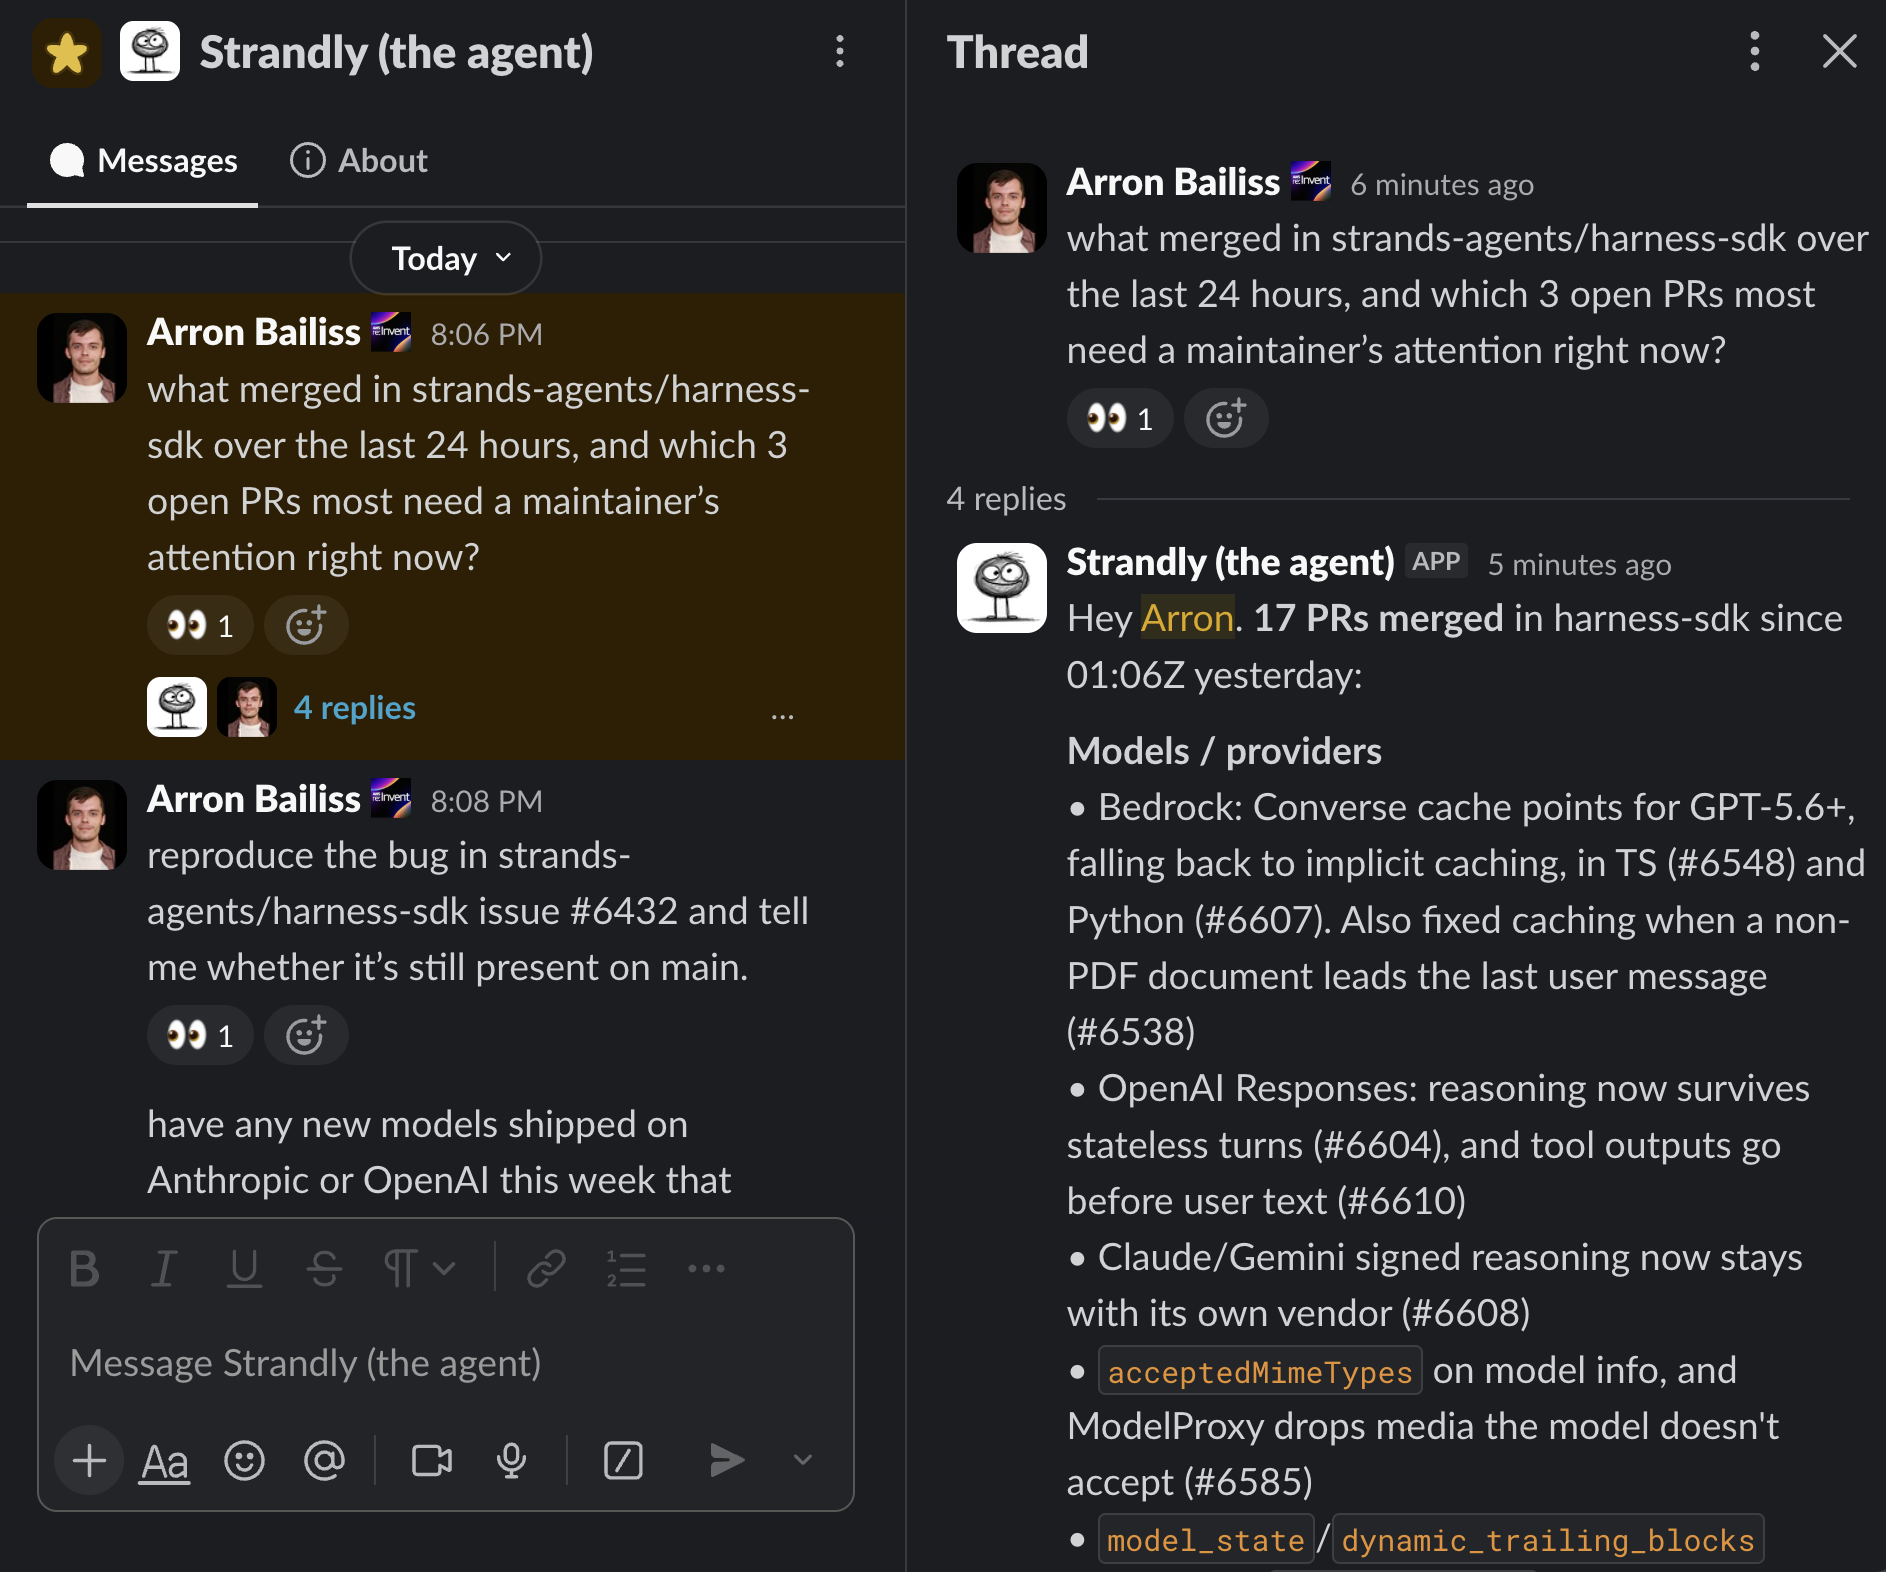 Strandly (the agent)
Messages
About
Today
Arron Bailiss 8:06 PM
what merged in strands-agents/harness-
sdk over the last 24 hours, and which 3
open PRs most need a maintainer’s
attention right now?
👀 1
4 replies
...
Arron Bailiss 8:08 PM
reproduce the bug in strands-
agents/harness-sdk issue #6432 and tell
me whether it’s still present on main.
👀 1
have any new models shipped on
Anthropic or OpenAI this week that
B I U S
Message Strandly (the agent)
Aa
Thread
Arron Bailiss 6 minutes ago
what merged in strands-agents/harness-sdk over
the last 24 hours, and which 3 open PRs most
need a maintainer’s attention right now?
👀 1
4 replies
Strandly (the agent) APP 5 minutes ago
Hey Arron. 17 PRs merged in harness-sdk since
01:06Z yesterday:
Models / providers
• Bedrock: Converse cache points for GPT-5.6+,
falling back to implicit caching, in TS (#6548) and
Python (#6607). Also fixed caching when a non-
PDF document leads the last user message
(#6538)
• OpenAI Responses: reasoning now survives
stateless turns (#6604), and tool outputs go
before user text (#6610)
• Claude/Gemini signed reasoning now stays
with its own vendor (#6608)
• acceptedMimeTypes on model info, and
ModelProxy drops media the model doesn't
accept (#6585)
• model_state/dynamic_trailing_blocks